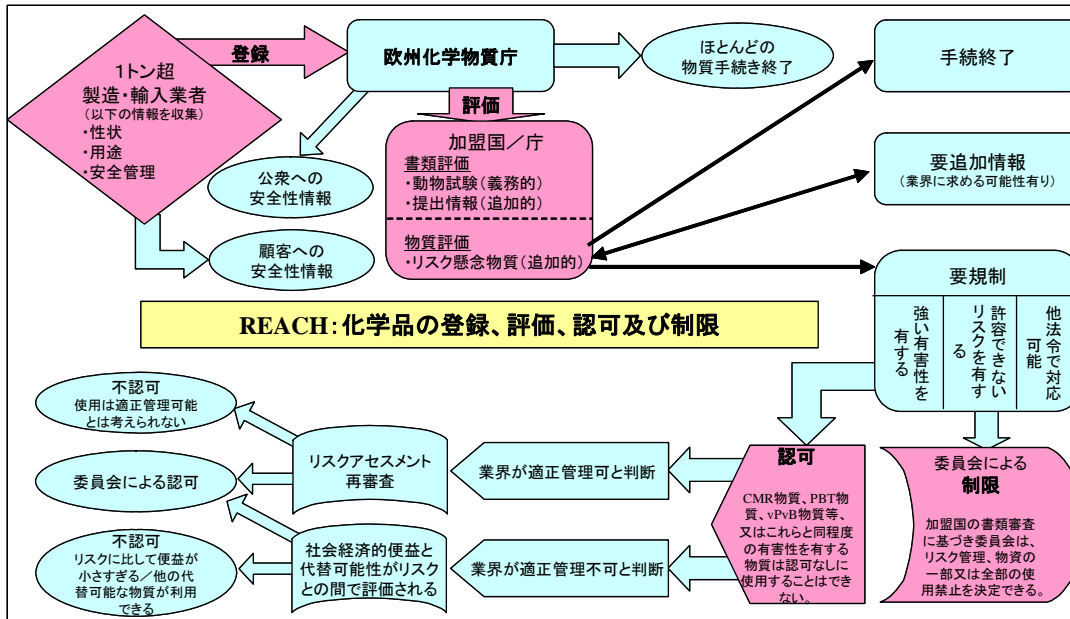 1トン超
製造・輸入業者
（以下の情報を収集）
・性状
・用途
・安全管理
登録
欧州化学物質庁
ほとんどの
物質手続き終了
手続終了
評価
加盟国／庁
書類評価
・動物試験（義務的）
・提出情報（追加的）
物質評価
・リスク懸念物質（追加的）
公衆への
安全性情報
顧客への
安全性情報
要追加情報
（業界に求める可能性有り）
要規制
強い有害性を
有する
許容できない
リスクを有す
る
他法令で対応
可能
REACH：化学品の登録、評価、認可及び制限
不認可
使用は適正管理可能
とは考えられない
委員会による認可
不認可
リスクに比して便益が
小さすぎる／他の代
替可能な物質が利用
できる
リスクアセスメント
再審査
社会経済的便益と
代替可能性がリスク
との間で評価される
業界が適正管理可と判断
業界が適正管理不可と判断
認可
CMR物質、PBT物
質、vPvB物質等、
又はこれらと同程度
の有害性を有する
物質は認可なしに
使用することはでき
ない。
委員会による
制限
加盟国の書類審査
に基づき委員会は、
リスク管理、物資の
一部又は全部の使
用禁止を決定できる。